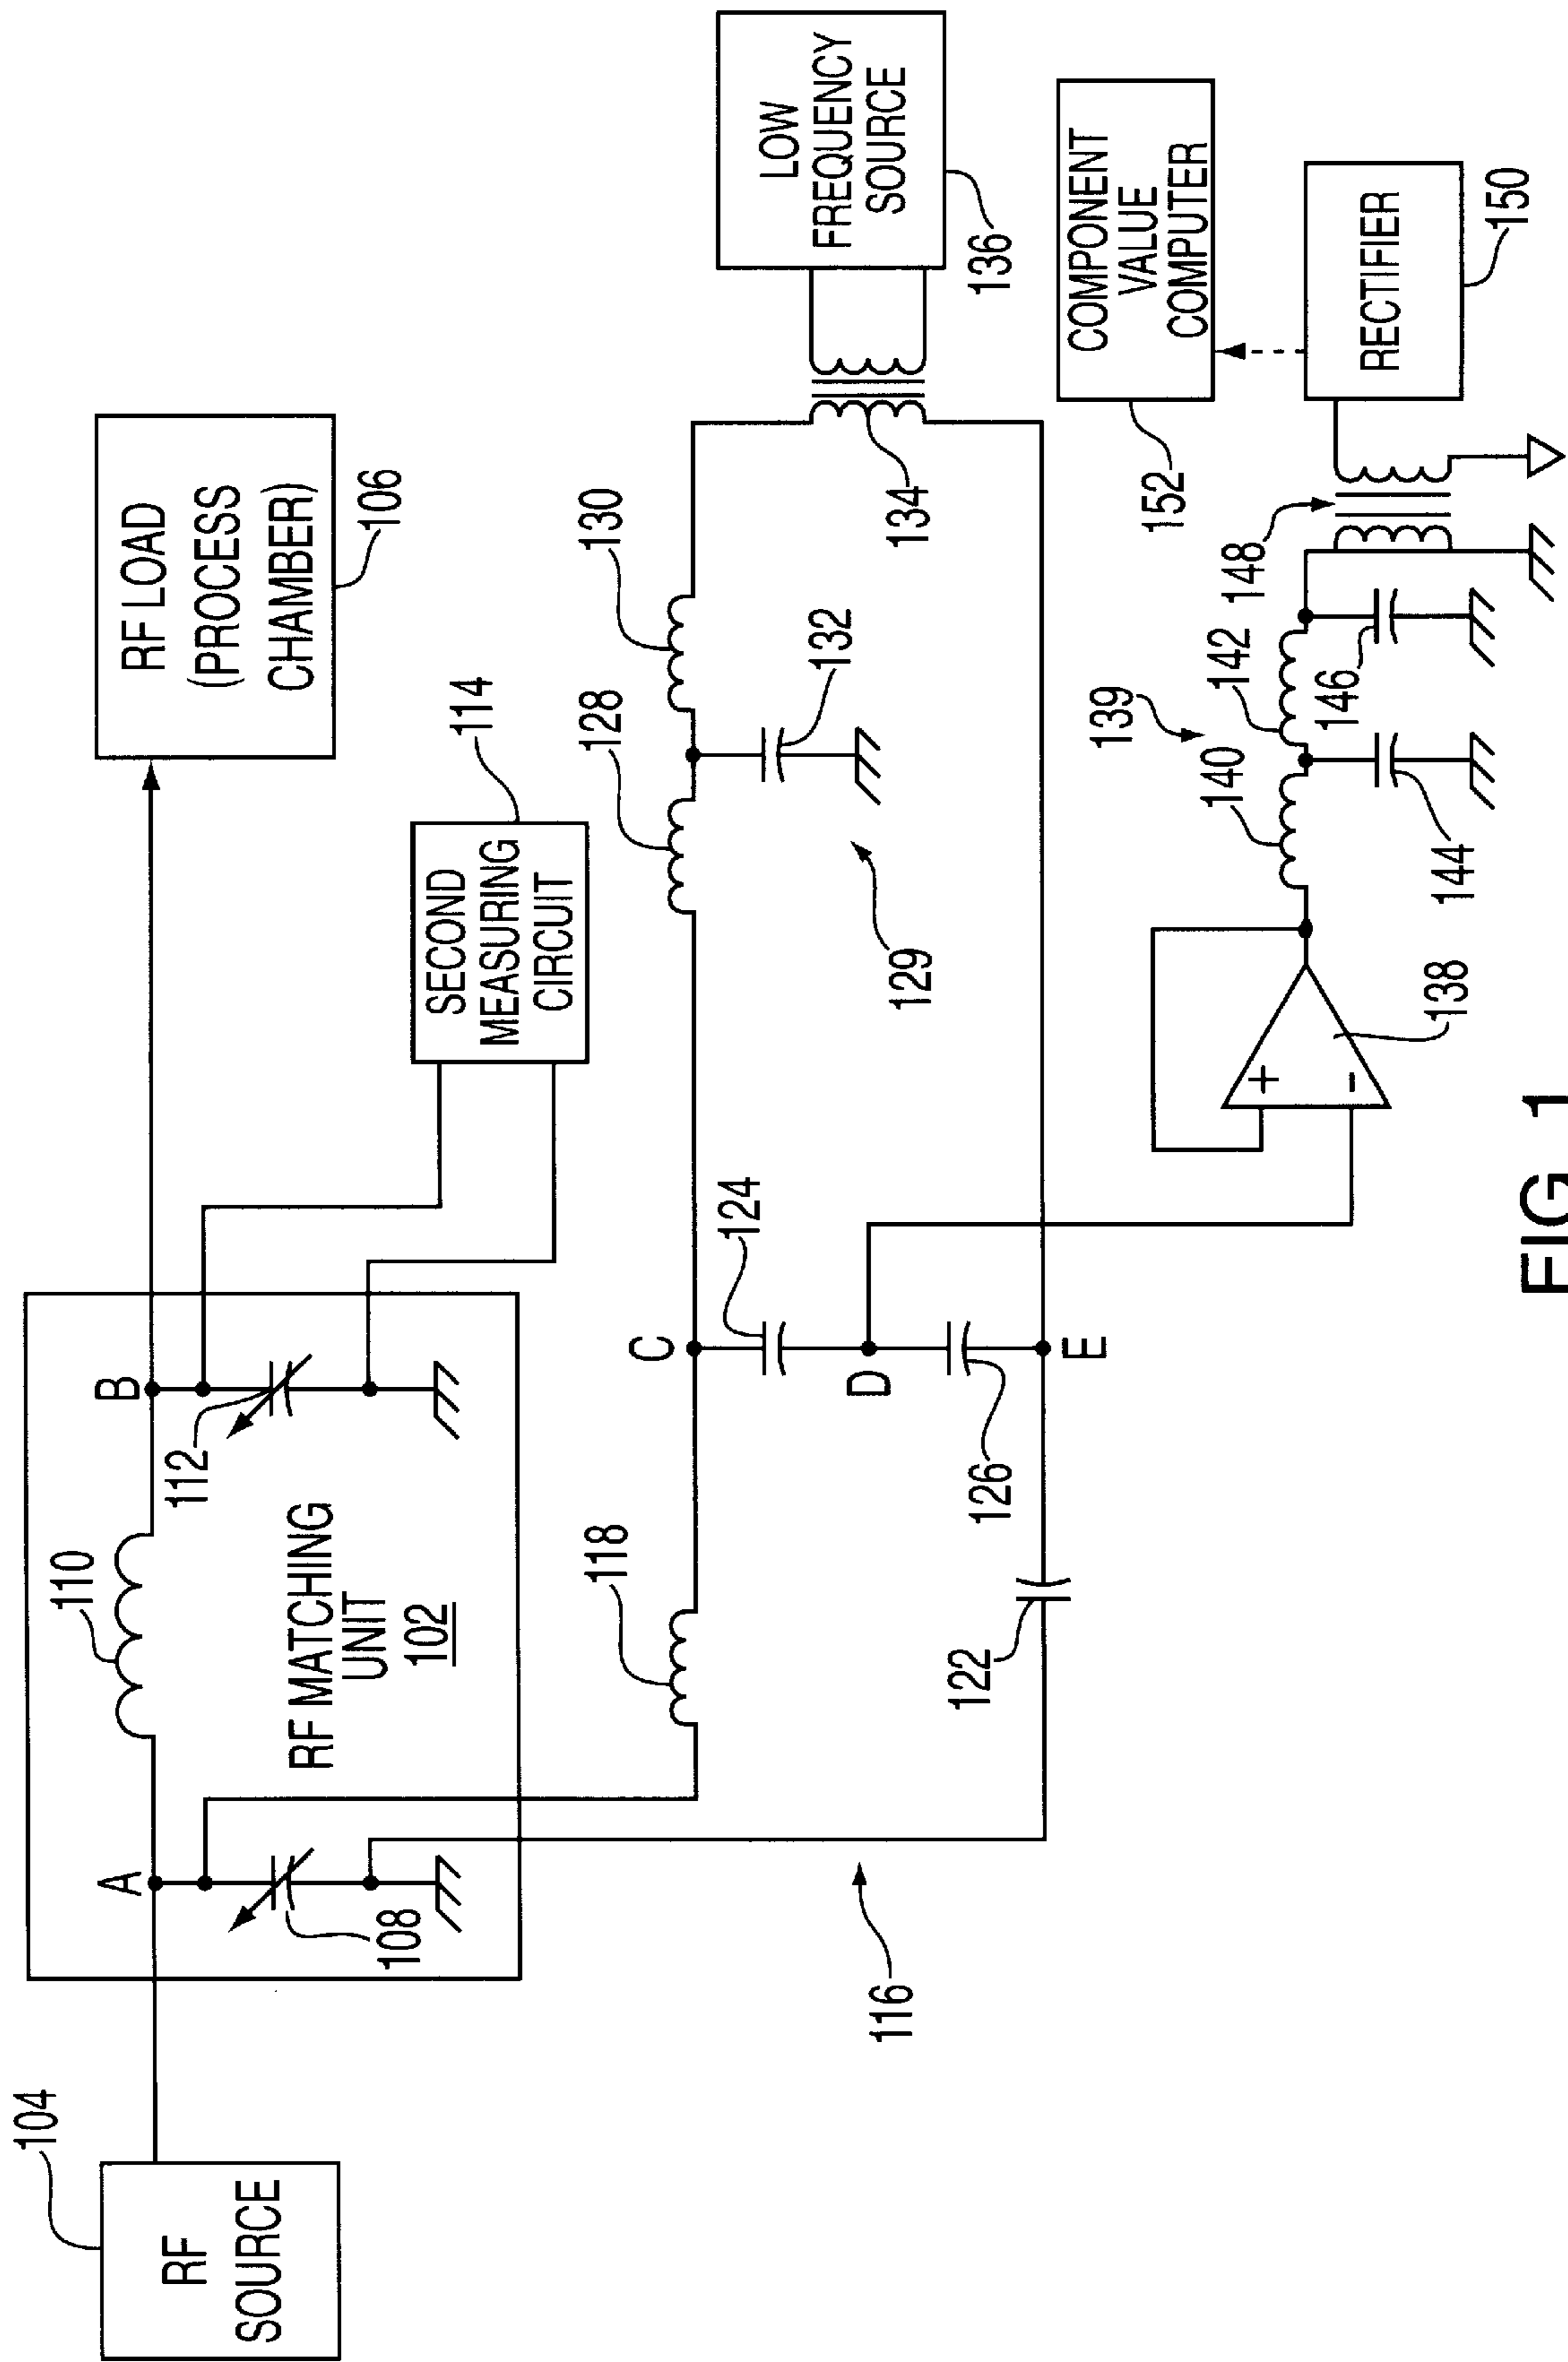 104
RF
SOURCE
A
108
110
RF MATCHING
UNIT
102
B
112
RF LOAD
(PROCESS
CHAMBER)
106
SECOND
MEASURING
CIRCUIT
114
116
118
122
C
124
D
126
E
128
129
130
132
134
LOW
FREQUENCY
SOURCE
136
+
-
138
139
140
142
144
146
148
RECTIFIER
150
COMPONENT
VALUE
COMPUTER
152
FIG. 1